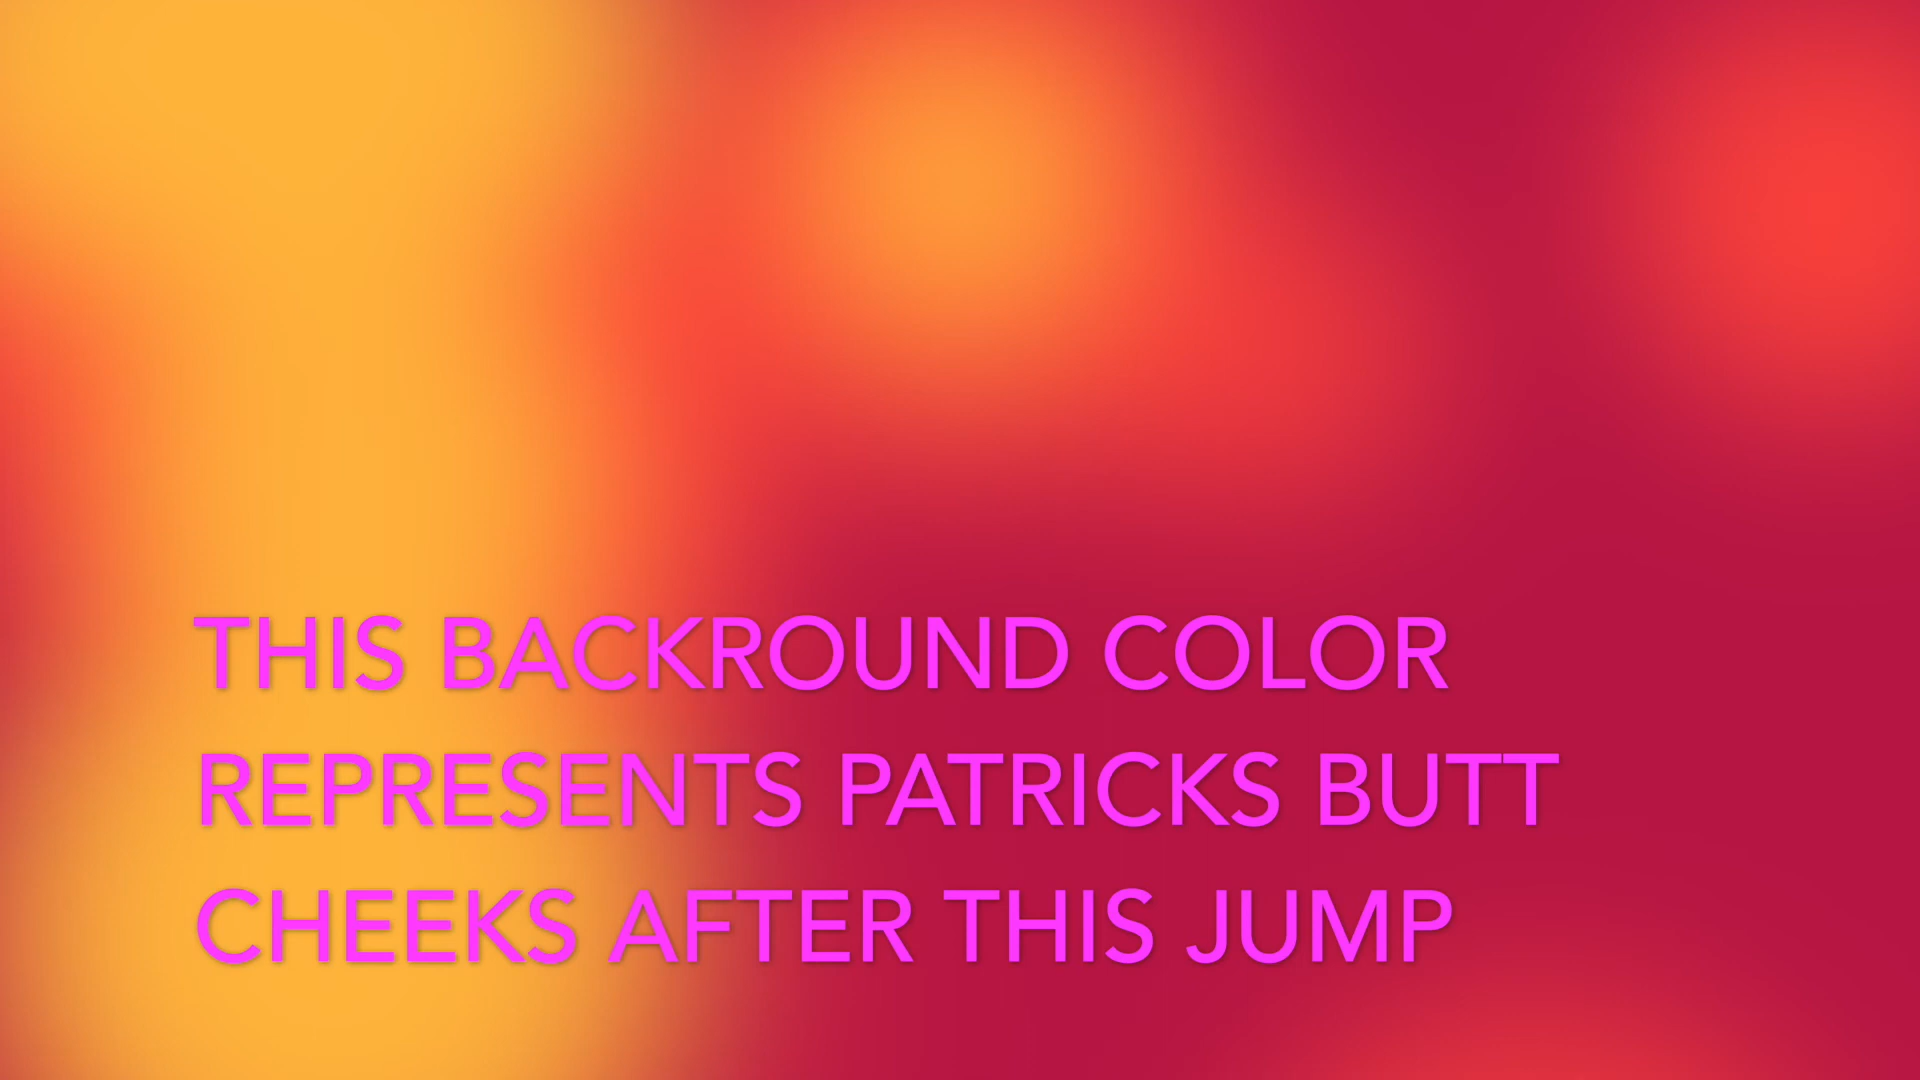 THIS BACKROUND COLOR
REPRESENTS PATRICKS BUTT
CHEEKS AFTER THIS JUMP